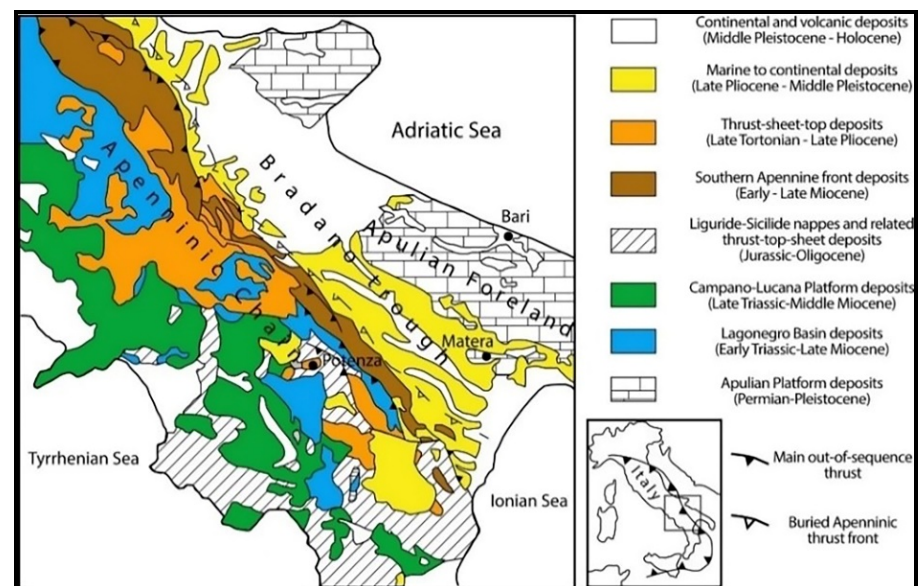 Adriatic Sea
Apenninic chain
Bradano trough
Apulian Foreland
Bari
Matera
Potenza
Tyrrhenian Sea
Ionian Sea
Continental and volcanic deposits
(Middle Pleistocene - Holocene)
Marine to continental deposits
(Late Pliocene - Middle Pleistocene)
Thrust-sheet-top deposits
(Late Tortonian - Late Pliocene)
Southern Apennine front deposits
(Early - Late Miocene)
Liguride-Sicilide nappes and related
thrust-top-sheet deposits
(Jurassic-Oligocene)
Campano-Lucana Platform deposits
(Late Triassic-Middle Miocene)
Lagonegro Basin deposits
(Early Triassic-Late Miocene)
Apulian Platform deposits
(Permian-Pleistocene)
Italy
Main out-of-sequence
thrust
Buried Apenninic
thrust front